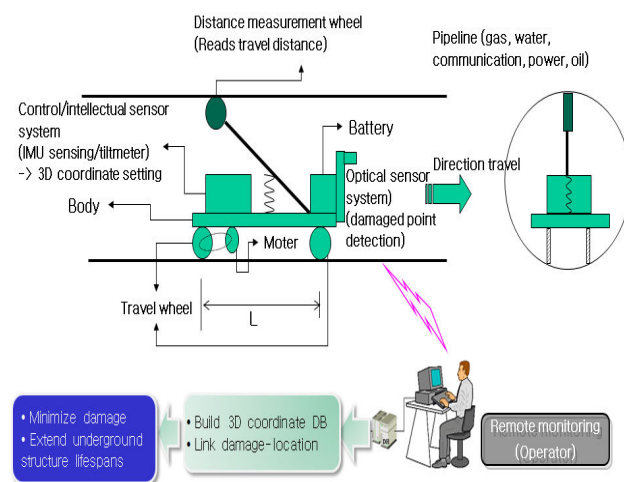 Distance measurement wheel
(Reads travel distance)
Pipeline (gas, water,
communication, power, oil)
Control/intellectual sensor
system
(IMU sensing/tiltmeter)
-> 3D coordinate setting)
Battery
Optical sensor
system)
(damaged point
detection)
Direction travel
Body
Moter
Travel wheel
L
• Minimize damage
• Extend underground
structure lifespans
• Build 3D coordinate DB
• Link damage-location
DB
Remote monitoring
(Operator)